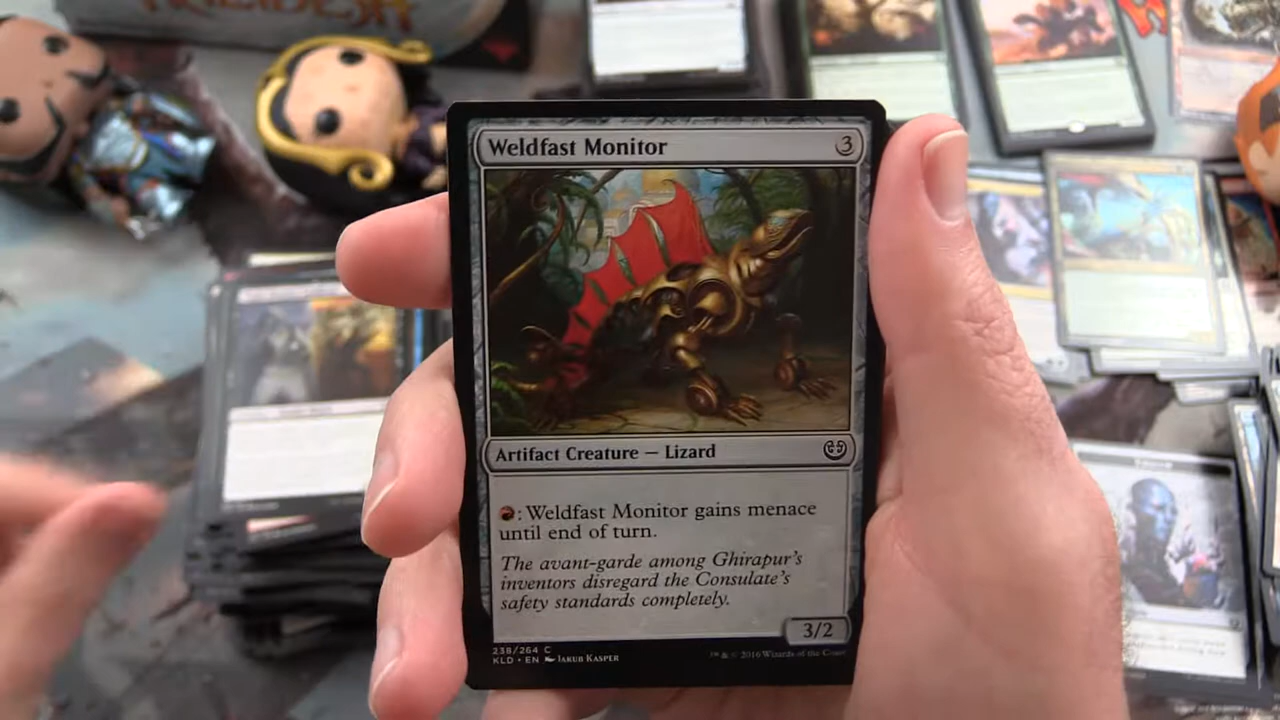 KALADESH
Weldfast Monitor 3
Artifact Creature — Lizard
: Weldfast Monitor gains menace
until end of turn.
The avant-garde among Ghirapur's
inventors disregard the Consulate's
safety standards completely.
3/2
238/264 C
KLD • EN JAKUB KASPER
™ & © 2016 Wizards of the Coast